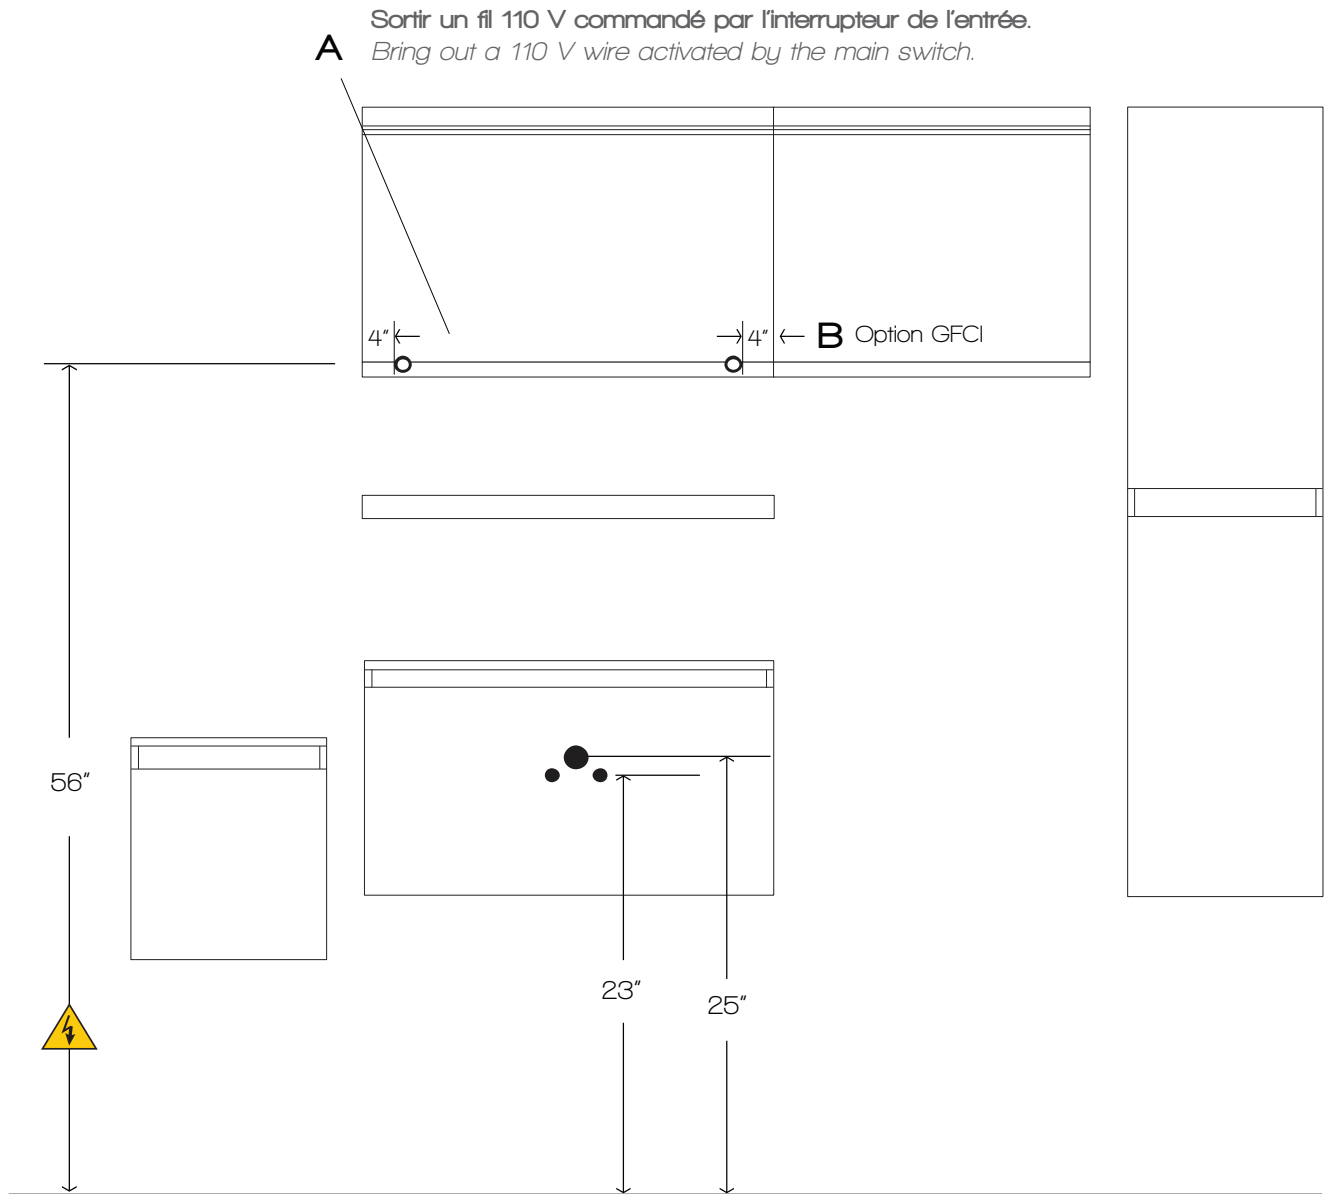 Sortir un fil 110 V commandé par l'interrupteur de l'entrée.
A Bring out a 110 V wire activated by the main switch.
4" 4" B Option GFCI
56"
23"
25"